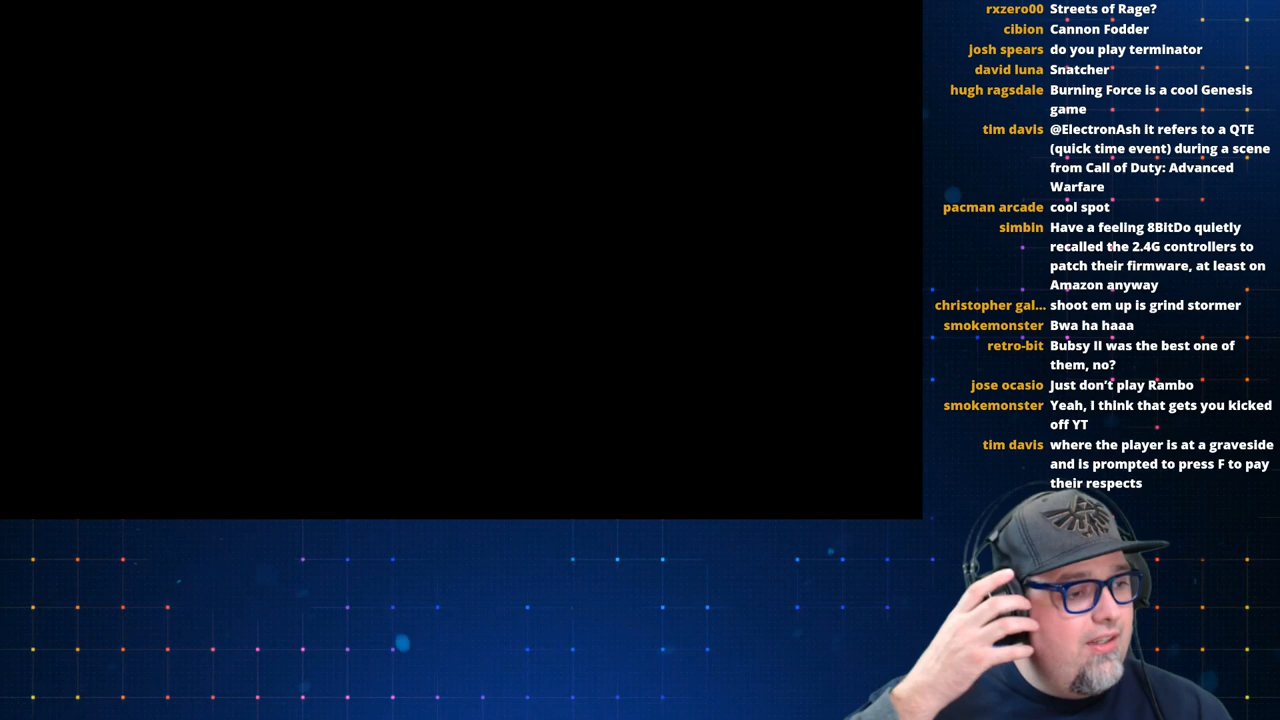 rxzero00 Streets of Rage?
cibion Cannon Fodder
josh spears do you play terminator
david luna Snatcher
hugh ragsdale Burning Force is a cool Genesis
game
tim davis @ElectronAsh it refers to a QTE
(quick time event) during a scene
from Call of Duty: Advanced
Warfare
pacman arcade cool spot
simbin Have a feeling 8BitDo quietly
recalled the 2.4G controllers to
patch their firmware, at least on
Amazon anyway
christopher gal... shoot em up is grind stormer
smokemonster Bwa ha haaa
retro-bit Bubsy II was the best one of
them, no?
jose ocasio Just don't play Rambo
smokemonster Yeah, I think that gets you kicked
off YT
tim davis where the player is at a graveside
and is prompted to press F to pay
their respects